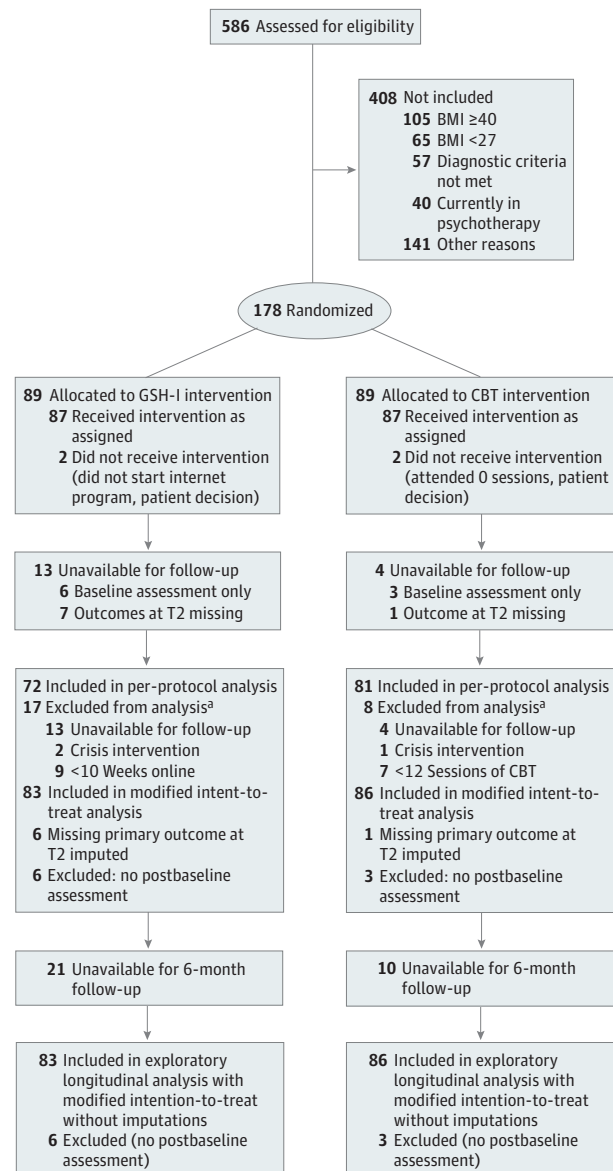 586 Assessed for eligibility
408 Not included
105 BMI ≥40
65 BMI <27
57 Diagnostic criteria
not met
40 Currently in
psychotherapy
141 Other reasons
178 Randomized
89 Allocated to GSH-I intervention
87 Received intervention as
assigned
2 Did not receive intervention
(did not start internet
program, patient decision)
89 Allocated to CBT intervention
87 Received intervention as
assigned
2 Did not receive intervention
(attended 0 sessions, patient
decision)
13 Unavailable for follow-up
6 Baseline assessment only
7 Outcomes at T2 missing
4 Unavailable for follow-up
3 Baseline assessment only
1 Outcome at T2 missing
72 Included in per-protocol analysis
17 Excluded from analysisᵃ
13 Unavailable for follow-up
2 Crisis intervention
9 <10 Weeks online
83 Included in modified intent-to-
treat analysis
6 Missing primary outcome at
T2 imputed
6 Excluded: no postbaseline
assessment
81 Included in per-protocol analysis
8 Excluded from analysisᵃ
4 Unavailable for follow-up
1 Crisis intervention
7 <12 Sessions of CBT
86 Included in modified intent-to-
treat analysis
1 Missing primary outcome at
T2 imputed
3 Excluded: no postbaseline
assessment
21 Unavailable for 6-month
follow-up
10 Unavailable for 6-month
follow-up
83 Included in exploratory
longitudinal analysis with
modified intention-to-treat
without imputations
6 Excluded (no postbaseline
assessment)
86 Included in exploratory
longitudinal analysis with
modified intention-to-treat
without imputations
3 Excluded (no postbaseline
assessment)